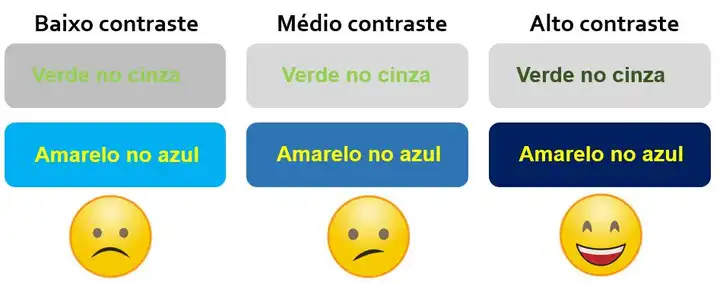 Baixo contraste
Médio contraste
Alto contraste
Verde no cinza
Verde no cinza
Verde no cinza
Amarelo no azul
Amarelo no azul
Amarelo no azul